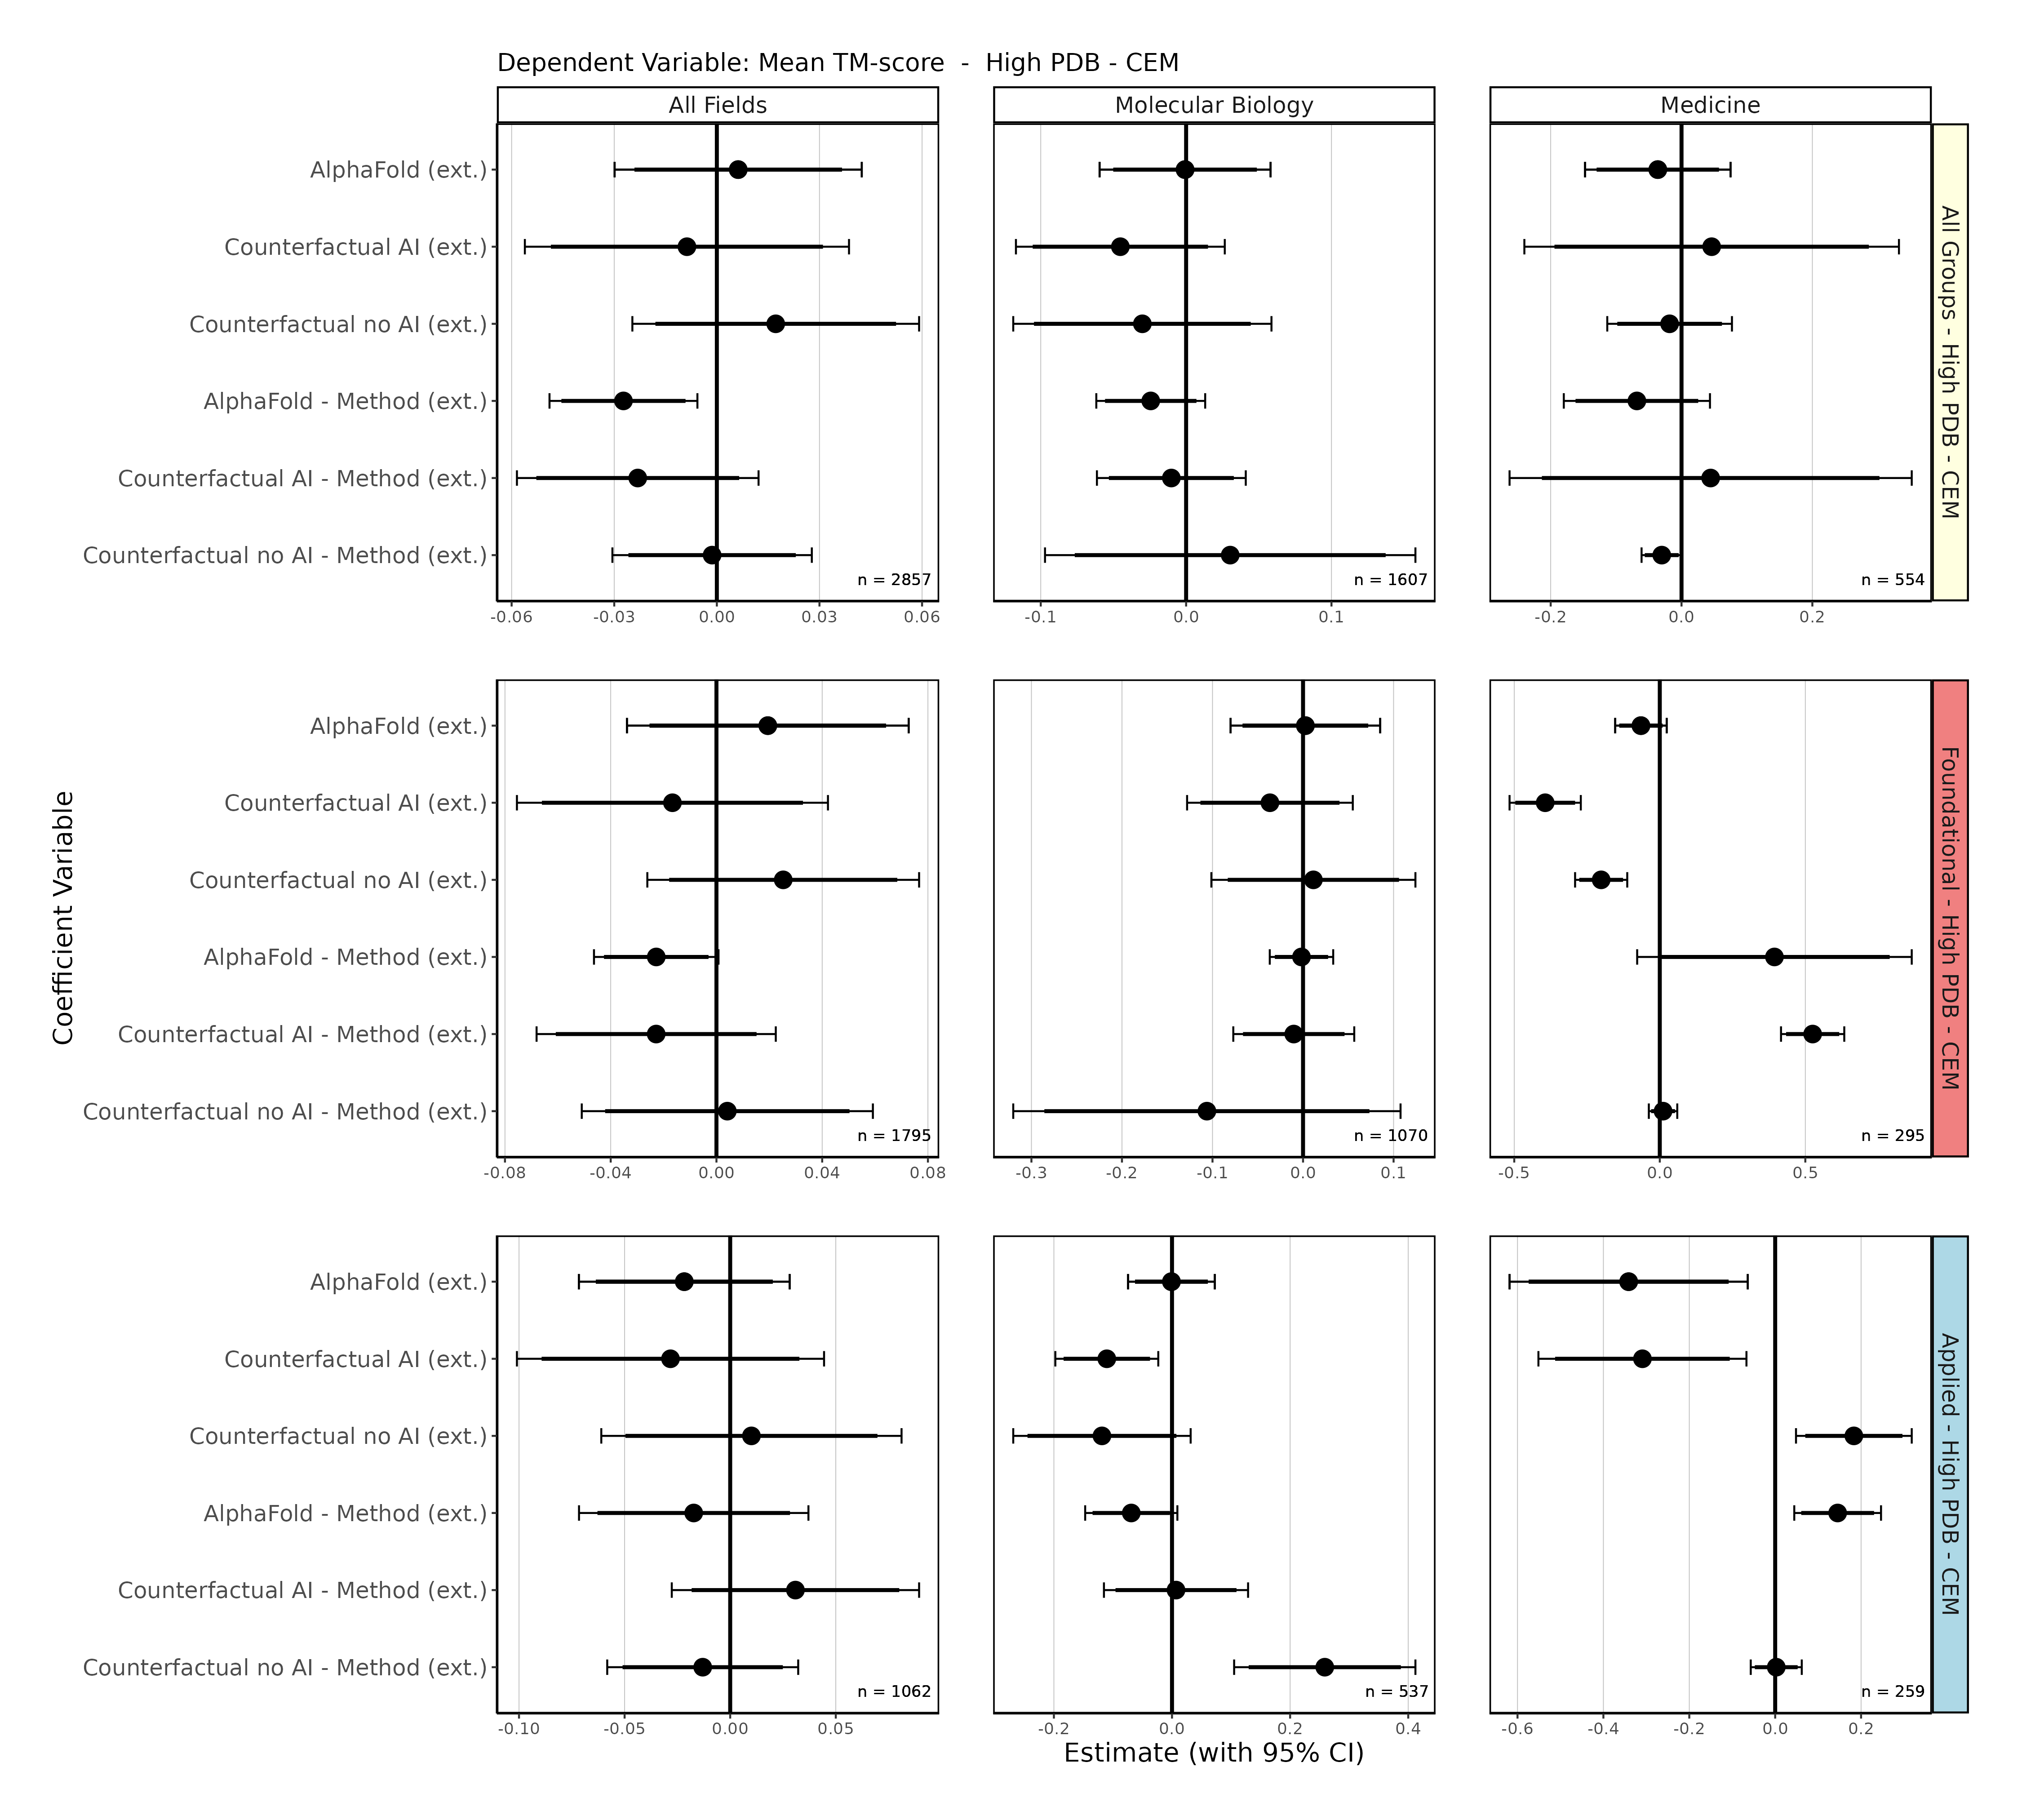 Dependent Variable: Mean TM-score - High PDB - CEM
All Fields
Molecular Biology
Medicine
AlphaFold (ext.)
Counterfactual AI (ext.)
Counterfactual no AI (ext.)
AlphaFold - Method (ext.)
Counterfactual AI - Method (ext.)
Counterfactual no AI - Method (ext.)
n = 2857
n = 1607
n = 554
-0.06 -0.03 0.00 0.03 0.06
-0.1 0.0 0.1
-0.2 0.0 0.2
All Groups - High PDB - CEM
Coefficient Variable
AlphaFold (ext.)
Counterfactual AI (ext.)
Counterfactual no AI (ext.)
AlphaFold - Method (ext.)
Counterfactual AI - Method (ext.)
Counterfactual no AI - Method (ext.)
n = 1795
n = 1070
n = 295
-0.08 -0.04 0.00 0.04 0.08
-0.3 -0.2 -0.1 0.0 0.1
-0.5 0.0 0.5
Foundational - High PDB - CEM
AlphaFold (ext.)
Counterfactual AI (ext.)
Counterfactual no AI (ext.)
AlphaFold - Method (ext.)
Counterfactual AI - Method (ext.)
Counterfactual no AI - Method (ext.)
n = 1062
n = 537
n = 259
-0.10 -0.05 0.00 0.05
-0.2 0.0 0.2 0.4
-0.6 -0.4 -0.2 0.0 0.2
Applied - High PDB - CEM
Estimate (with 95% CI)